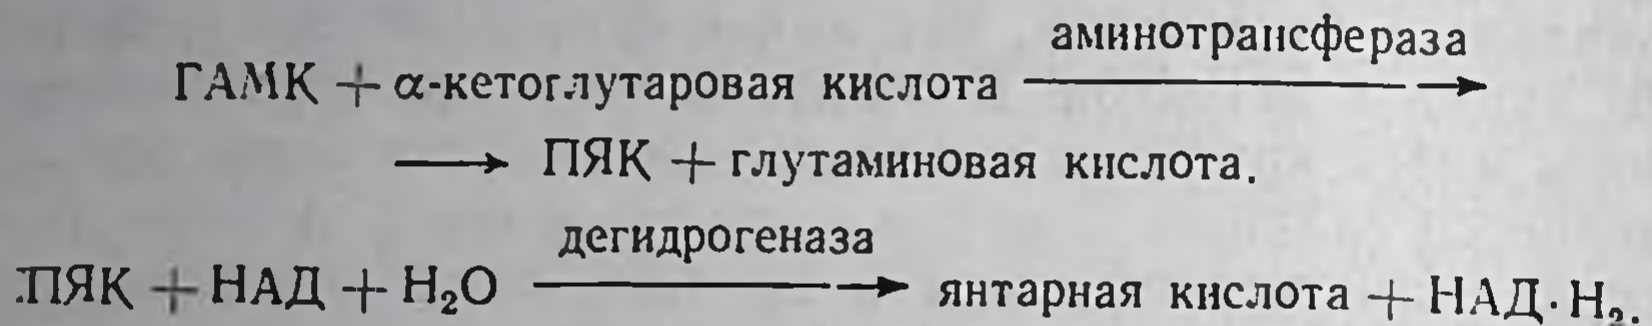 аминотрансфераза
ГАМК + α-кетоглутаровая кислота ⟶
⟶ ПЯК + глутаминовая кислота.
дегидрогеназа
ПЯК + НАД + H₂O ⟶ янтарная кислота + НАД·H₂.